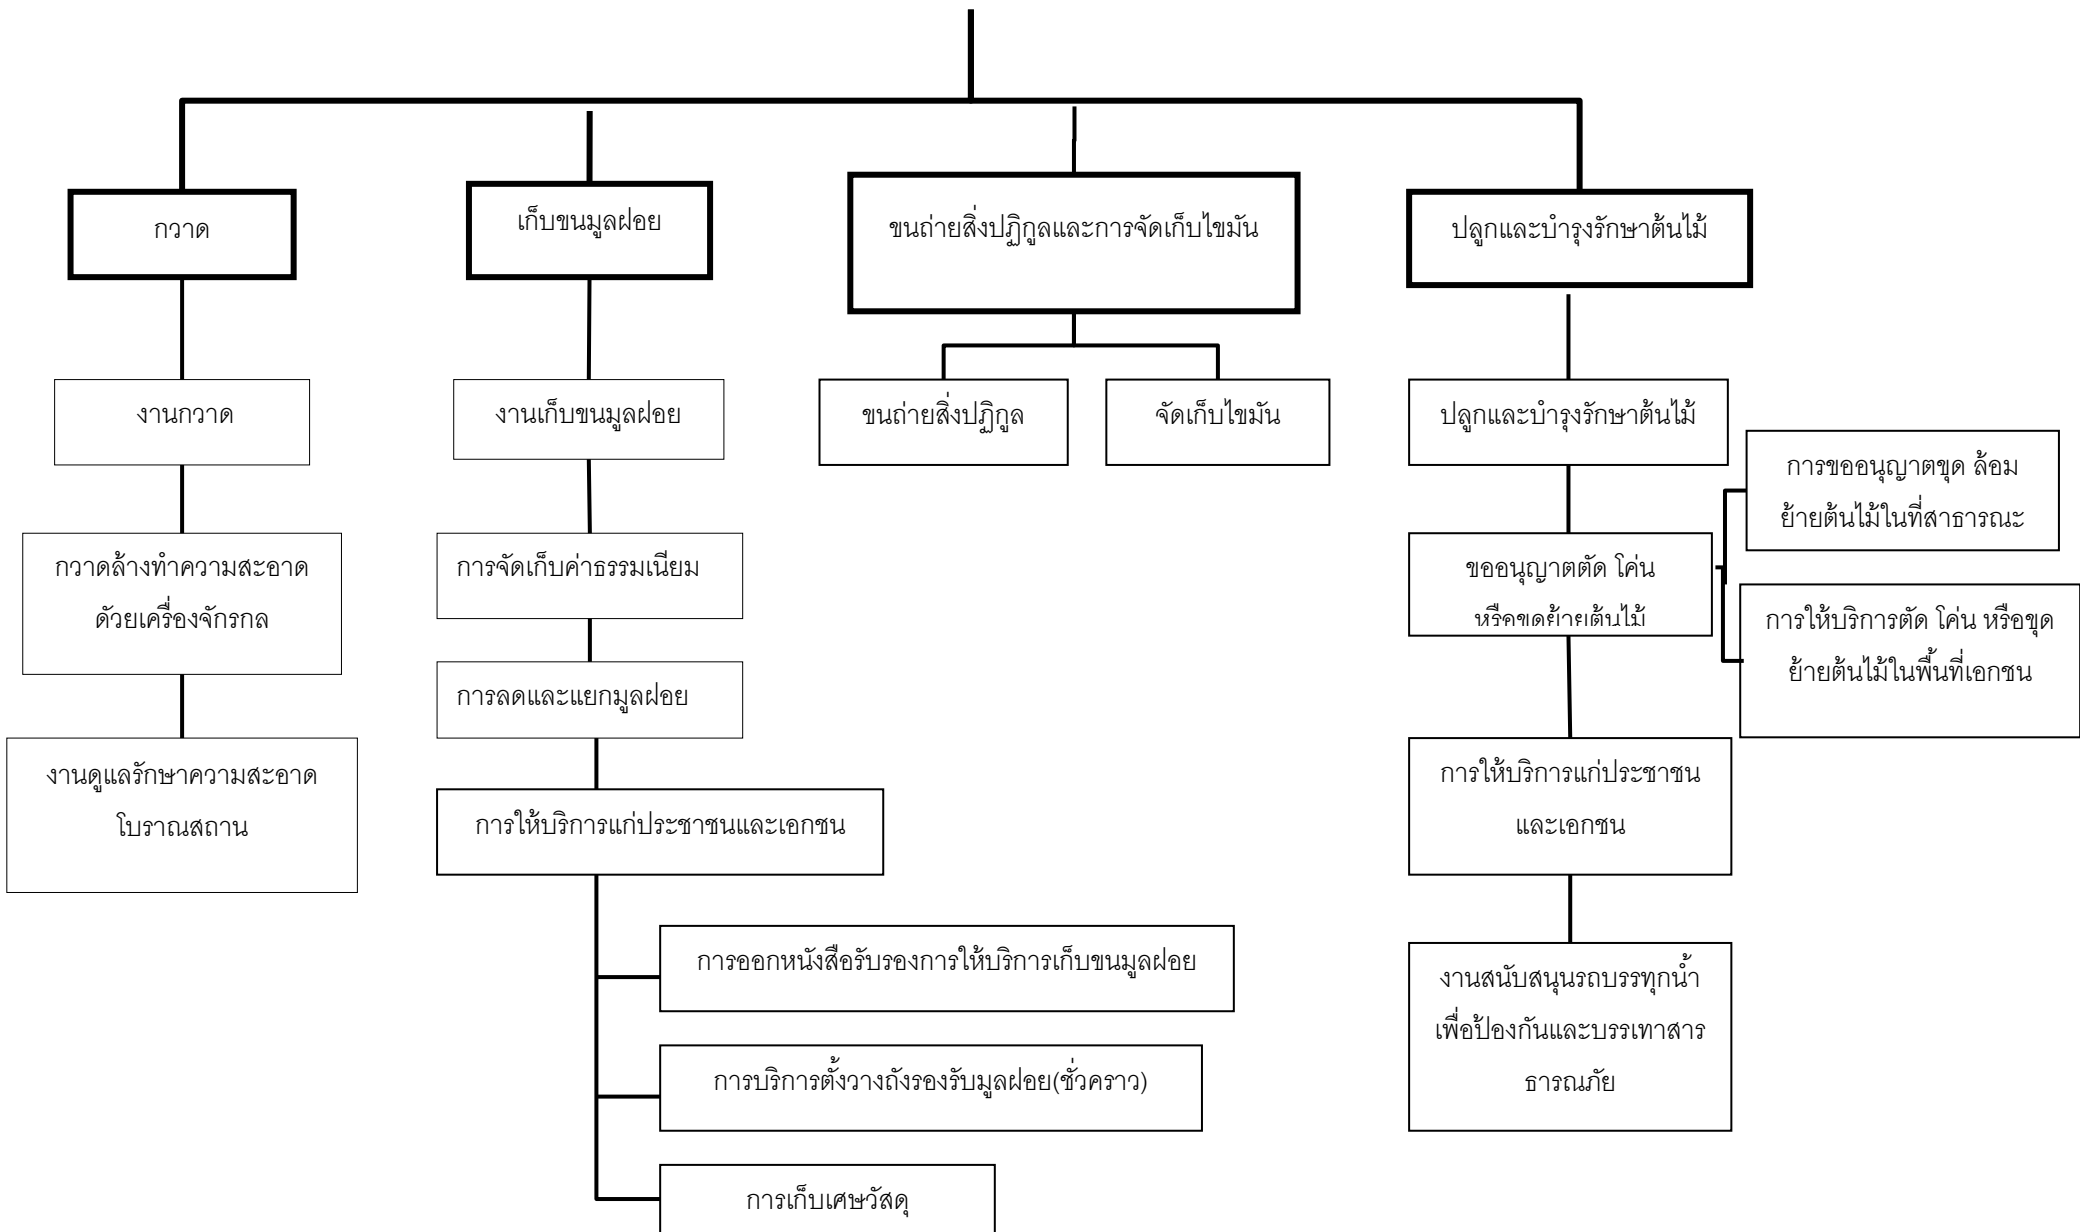 กวาด
เก็บขนมูลฝอย
ขนถ่ายสิ่งปฏิกูลและการจัดเก็บไขมัน
ปลูกและบำรุงรักษาต้นไม้
งานกวาด
งานเก็บขนมูลฝอย
ขนถ่ายสิ่งปฏิกูล
จัดเก็บไขมัน
ปลูกและบำรุงรักษาต้นไม้
การขออนุญาตขุด ล้อม
ย้ายต้นไม้ในที่สาธารณะ
กวาดล้างทำความสะอาด
ด้วยเครื่องจักรกล
การจัดเก็บค่าธรรมเนียม
ขออนุญาตตัด โค่น
หรือขุดย้ายต้นไม้
การให้บริการตัด โค่น หรือขุด
ย้ายต้นไม้ในพื้นที่เอกชน
การลดและแยกมูลฝอย
งานดูแลรักษาความสะอาด
โบราณสถาน
การให้บริการแก่ประชาชนและเอกชน
การให้บริการแก่ประชาชน
และเอกชน
การออกหนังสือรับรองการให้บริการเก็บขนมูลฝอย
การบริการตั้งวางถังรองรับมูลฝอย(ชั่วคราว)
การเก็บเศษวัสดุ
งานสนับสนุนรถบรรทุกน้ำ
เพื่อป้องกันและบรรเทาสาร
ธารณภัย